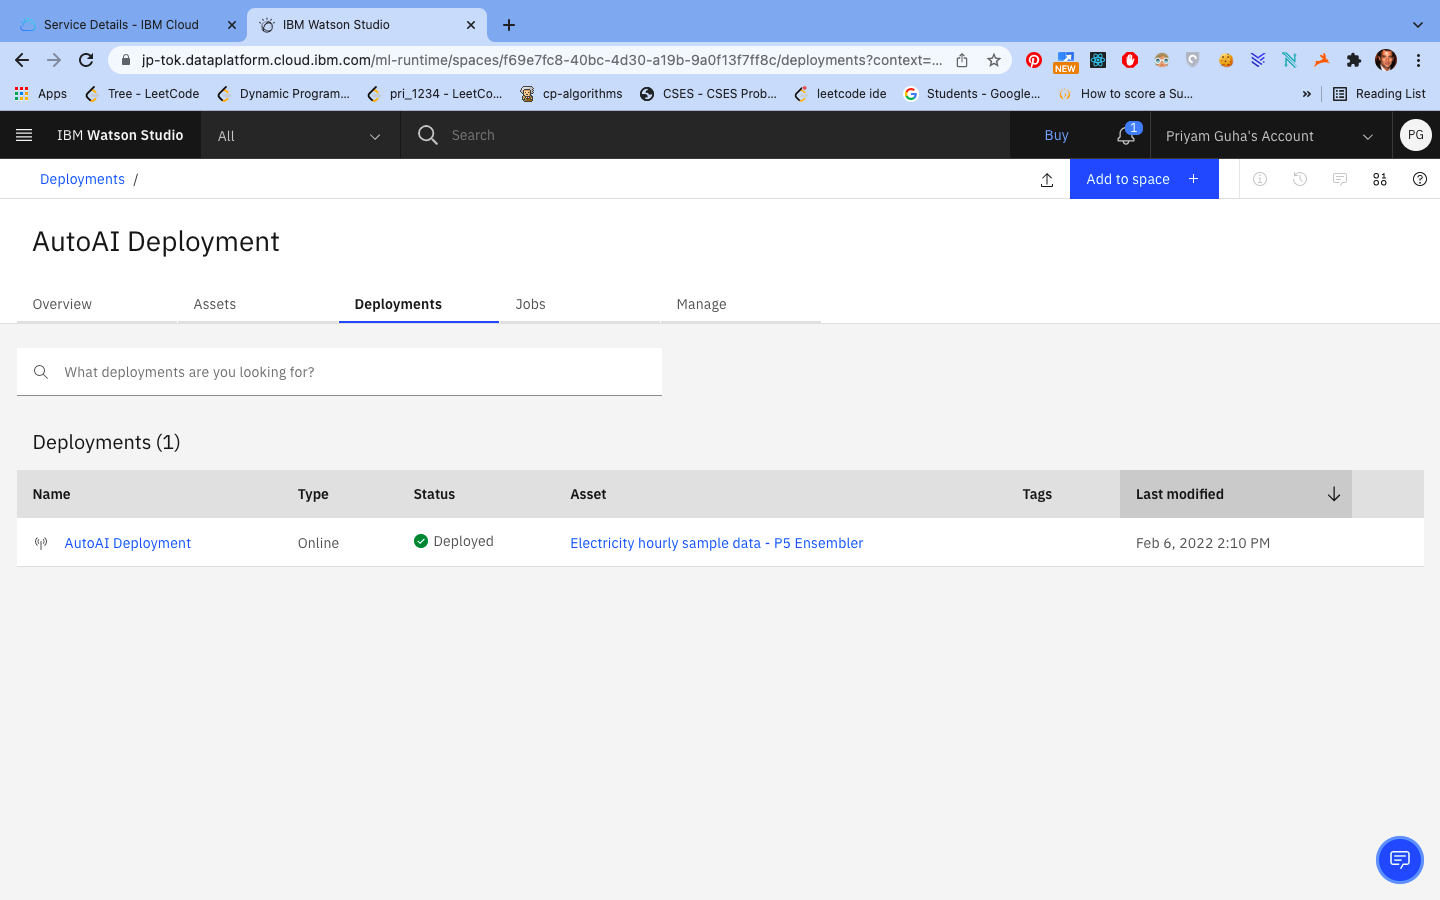 Service Details - IBM Cloud
IBM Watson Studio
jp-tok.dataplatform.cloud.ibm.com/ml-runtime/spaces/f69e7fc8-40bc-4d30-a19b-9a0f13f7ff8c/deployments?context=...
NEW
Apps
Tree - LeetCode
Dynamic Program...
pri_1234 - LeetCo...
cp-algorithms
CSES - CSES Prob...
leetcode ide
Students - Google...
How to score a Su...
»
Reading List
IBM Watson Studio
All
Search
Buy
1
Priyam Guha's Account
PG
Deployments /
Add to space +
AutoAI Deployment
Overview
Assets
Deployments
Jobs
Manage
What deployments are you looking for?
Deployments (1)
Name Type Status Asset Tags Last modified
AutoAI Deployment Online Deployed Electricity hourly sample data - P5 Ensembler Feb 6, 2022 2:10 PM